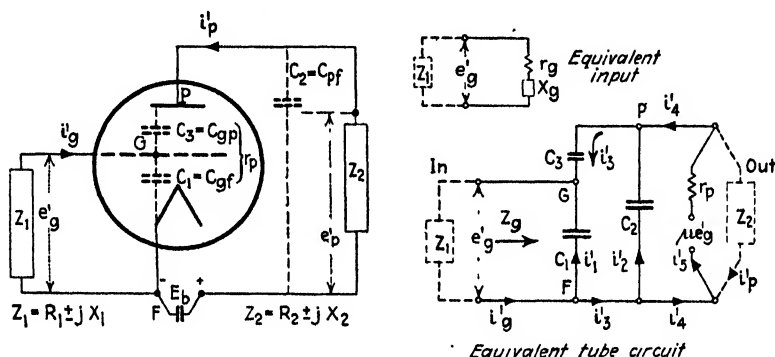 i'p
P
C2=Cpf
C3=Cgp
G
i'g
rp
C1=Cgf
Z1
e'g
Z2
e'p
- Eb +
F
Z1=R1±j X1
Z2=R2±j X2
Z1
e'g
rg
Xg
Equivalent
input
P
i'4
C3
i'3
In
Out
G
rp
Z1
e'g
Zg
C2
Z2
μe'g
C1
i'1
i'2
i'5
i'p
F
i'g
i'3
i'4
Equivalent tube circuit